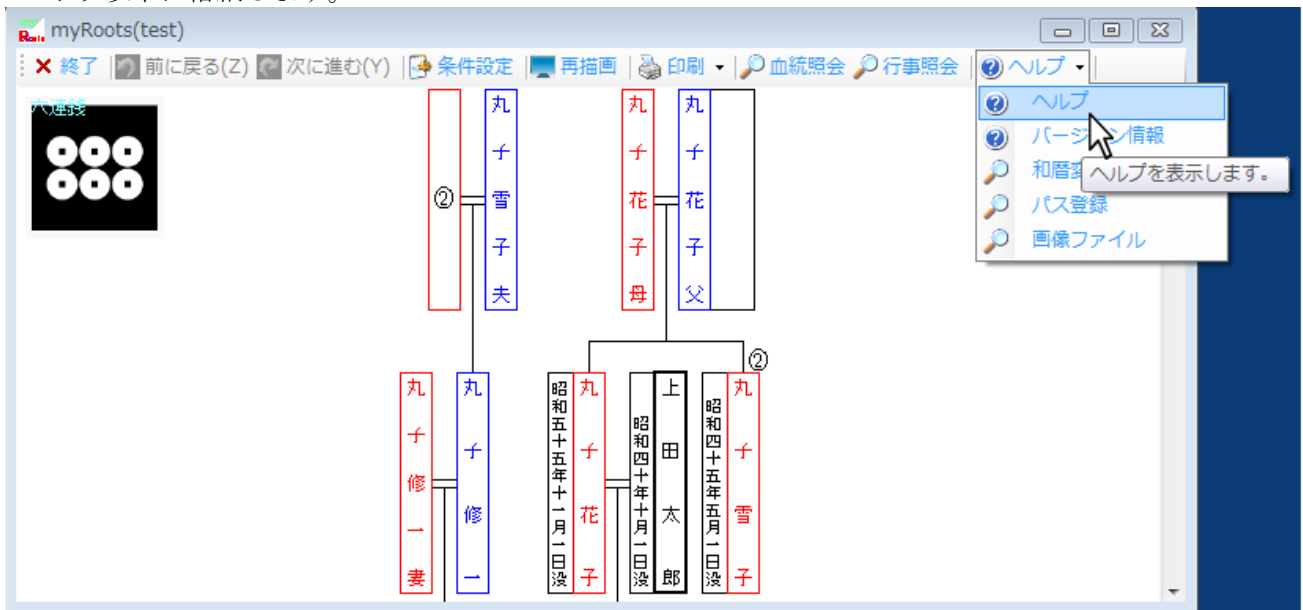 myRoots(test)
終了 前に戻る(Z) 次に進む(Y) 条件設定 再描画 印刷 血統照会 行事照会 ヘルプ
ヘルプ
バージョン情報
和暦変
ヘルプを表示します。
パス登録
画像ファイル
六連銭
②
丸子雪子夫
丸子花子母
丸子花子父
②
丸子修一妻
丸子修一
昭和五十五年十一月一日没
丸子花子
昭和四十年十月一日没
上田太郎
昭和四十五年五月一日没
丸子雪子